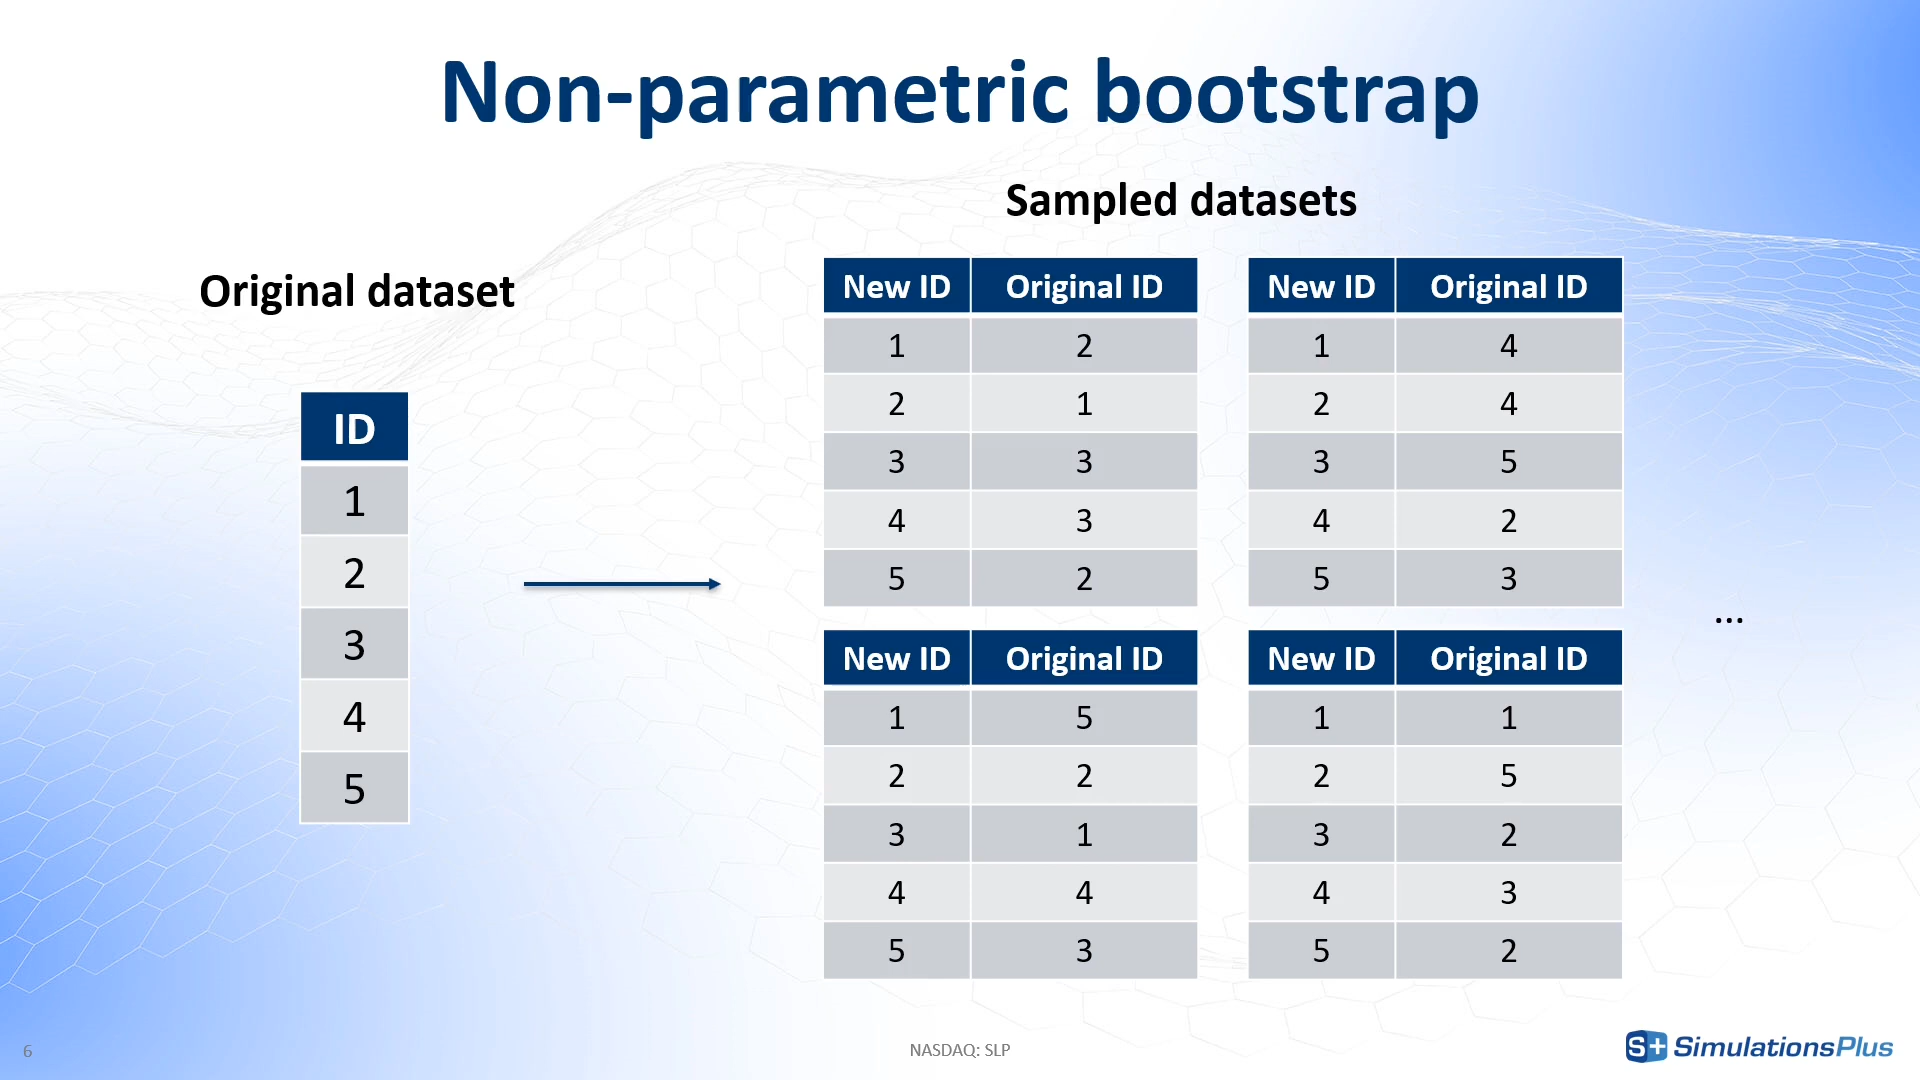 Non-parametric bootstrap
Original dataset
ID
1
2
3
4
5
Sampled datasets
New ID Original ID
1 2
2 1
3 3
4 3
5 2
New ID Original ID
1 4
2 4
3 5
4 2
5 3
New ID Original ID
1 5
2 2
3 1
4 4
5 3
New ID Original ID
1 1
2 5
3 2
4 3
5 2
...
6
NASDAQ: SLP
S+ SimulationsPlus